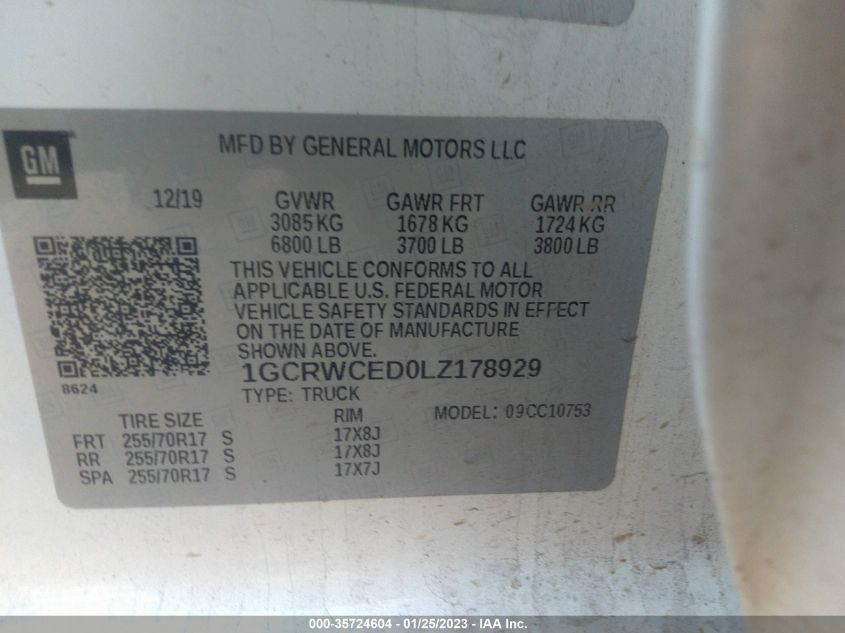 GM
MFD BY GENERAL MOTORS LLC
12/19 GVWR GAWR FRT GAWR RR
3085 KG 1678 KG 1724 KG
6800 LB 3700 LB 3800 LB
THIS VEHICLE CONFORMS TO ALL
APPLICABLE U.S. FEDERAL MOTOR
VEHICLE SAFETY STANDARDS IN EFFECT
ON THE DATE OF MANUFACTURE
SHOWN ABOVE.
1GCRWCED0LZ178929
8624
TYPE: TRUCK
TIRE SIZE RIM MODEL: 09CC10753
FRT 255/70R17 S 17X8J
RR 255/70R17 S 17X8J
SPA 255/70R17 S 17X7J
000-35724604 / 01/25/2023 - IAA Inc.